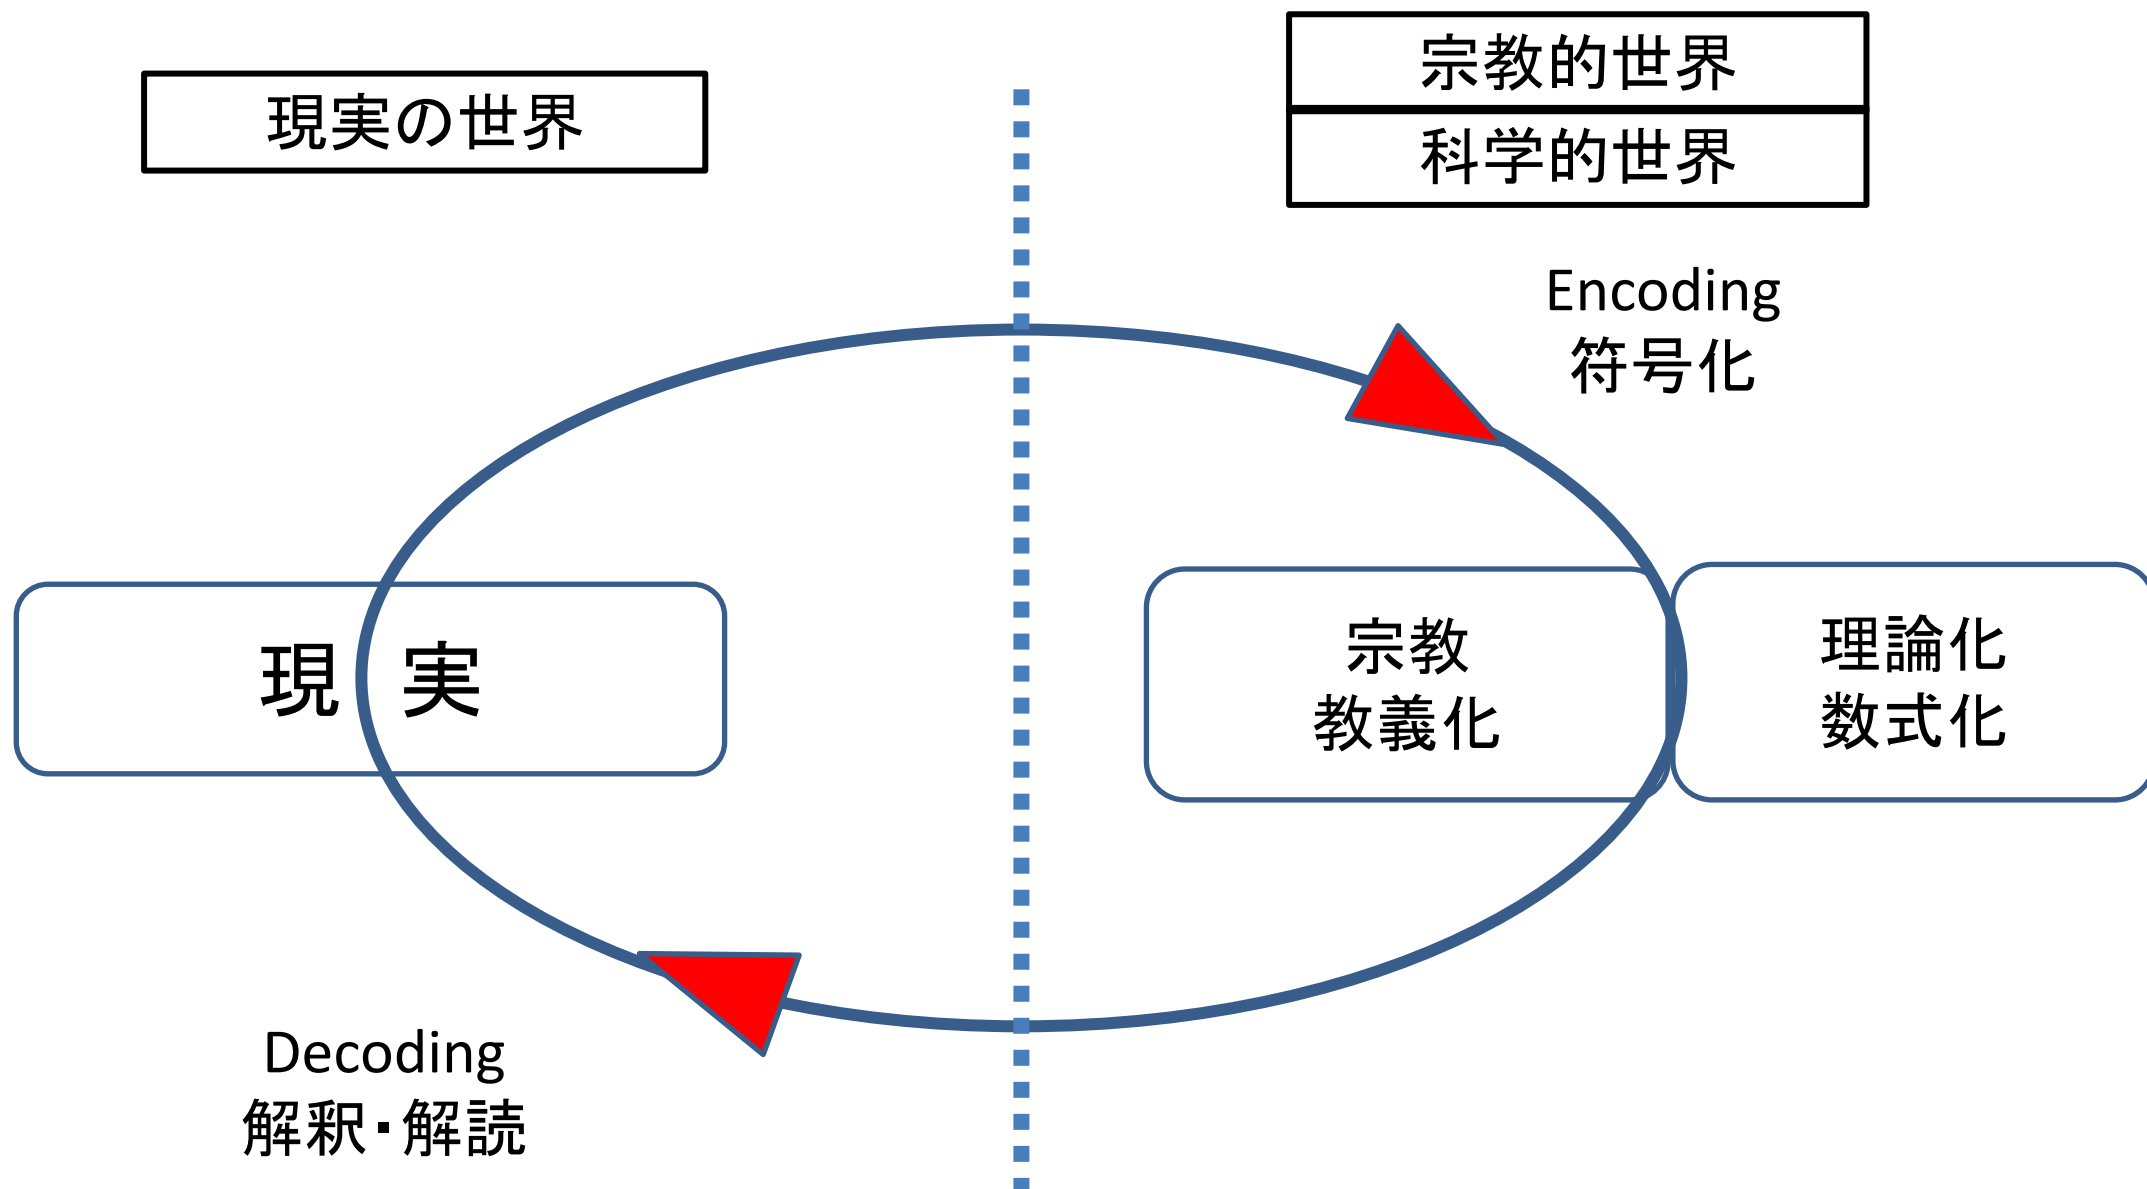 現実の世界
宗教的世界
科学的世界
Encoding
符号化
現　実
宗教
教義化
理論化
数式化
Decoding
解釈・解読